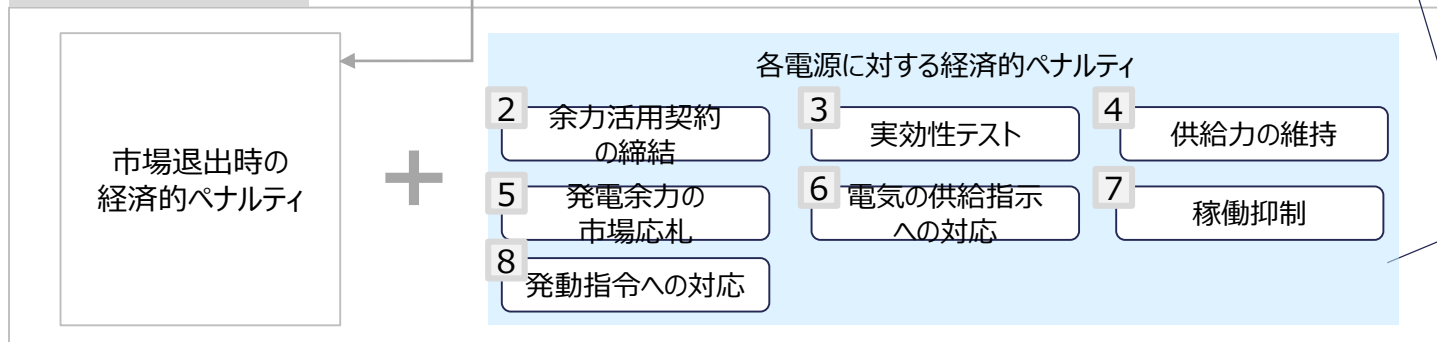 各電源に対する経済的ペナルティ
市場退出時の
経済的ペナルティ
+
2
余力活用契約
の締結
3
実効性テスト
4
供給力の維持
5
発電余力の
市場応札
6
電気の供給指示
への対応
7
稼働抑制
8
発動指令への対応